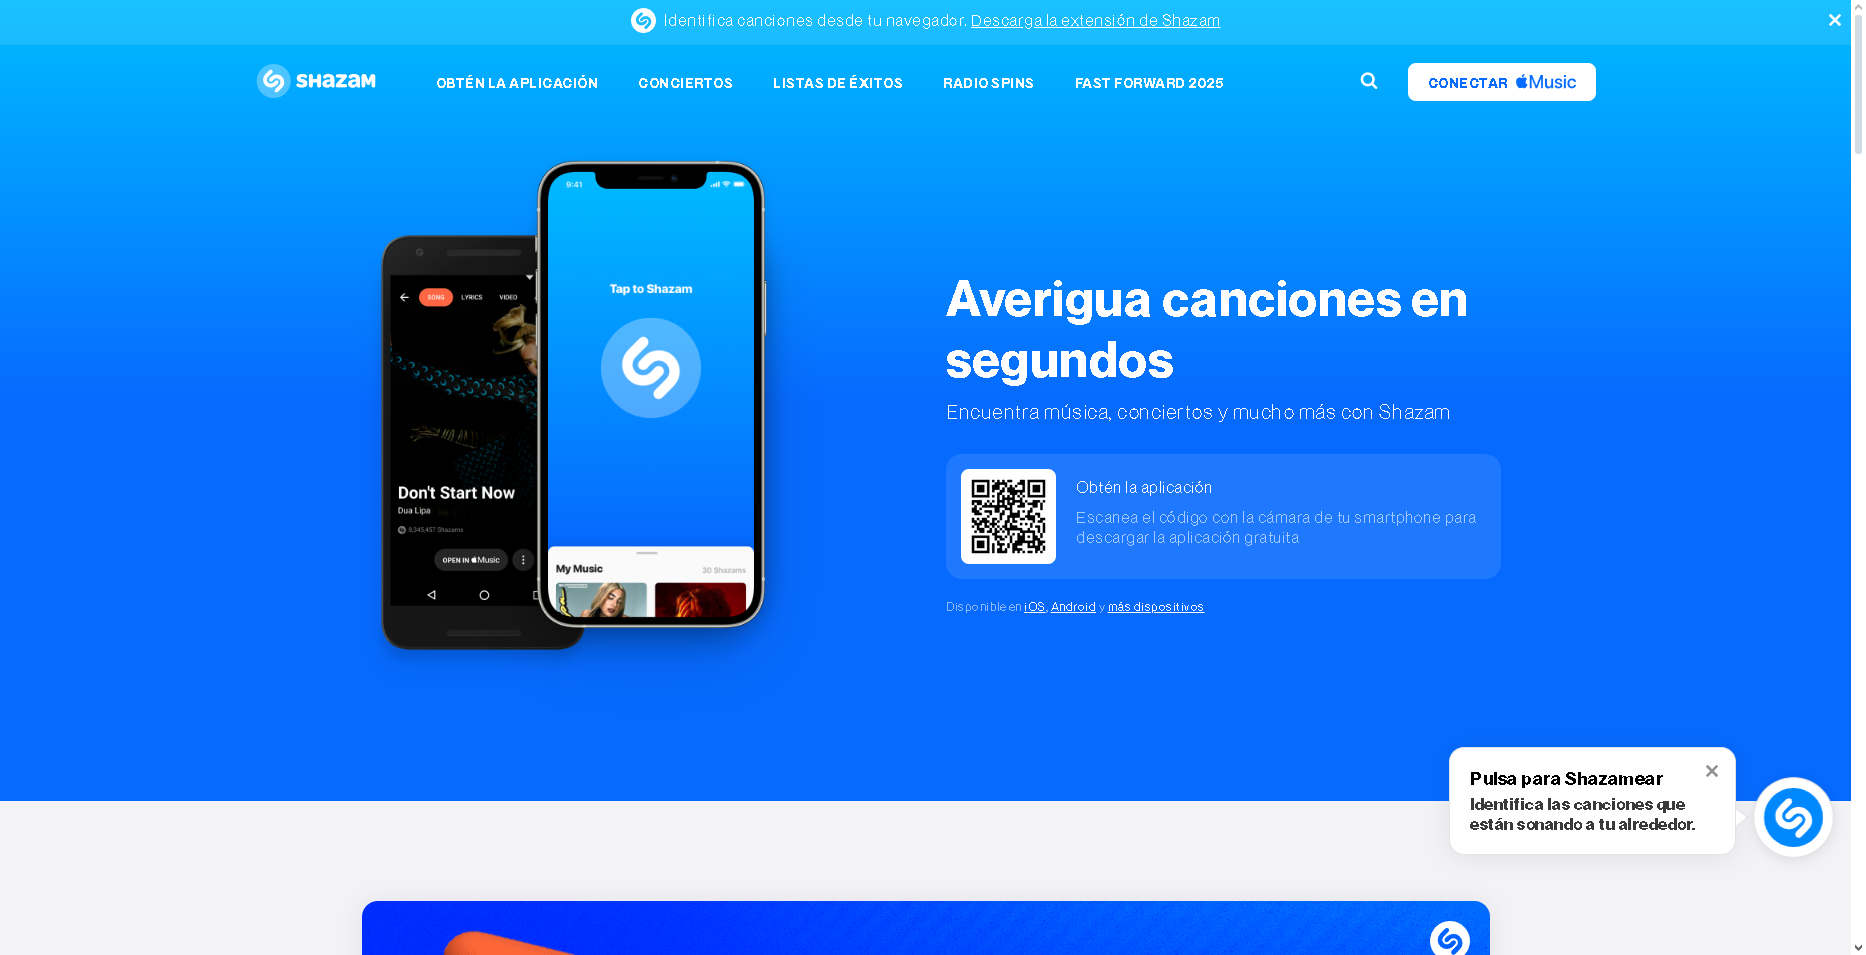 Identifica canciones desde tu navegador. Descarga la extensión de Shazam
SHAZAM
OBTÉN LA APLICACIÓN
CONCIERTOS
LISTAS DE ÉXITOS
RADIO SPINS
FAST FORWARD 2025
CONECTAR Music
9:41
Tap to Shazam
SONG
LYRICS
VIDEO
Don't Start Now
Dua Lipa
8,345,457 Shazams
OPEN IN Music
My Music
30 Shazams
Averigua canciones en
segundos
Encuentra música, conciertos y mucho más con Shazam
Obtén la aplicación
Escanea el código con la cámara de tu smartphone para
descargar la aplicación gratuita
Disponible en iOS, Android y más dispositivos
Pulsa para Shazamear
Identifica las canciones que
están sonando a tu alrededor.